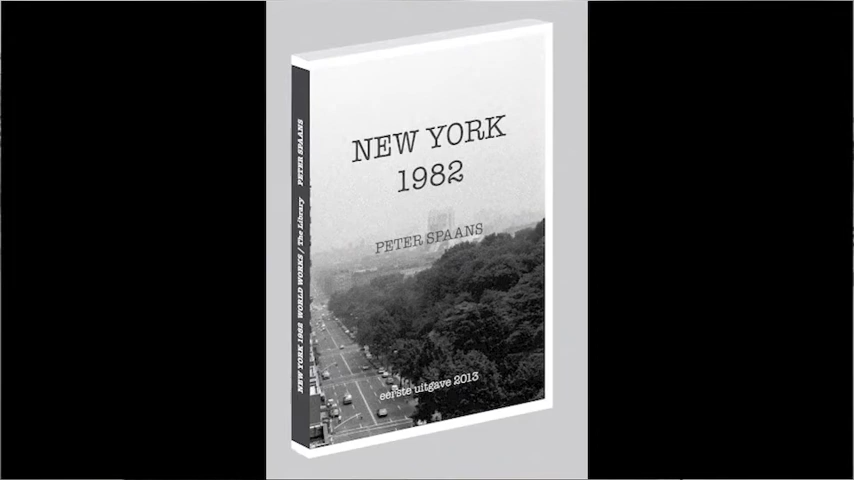 NEW YORK
1982
PETER SPAANS
eerste uitgave 2013
NEW YORK 1982 WORLD WORKS / The Library PETER SPAANS